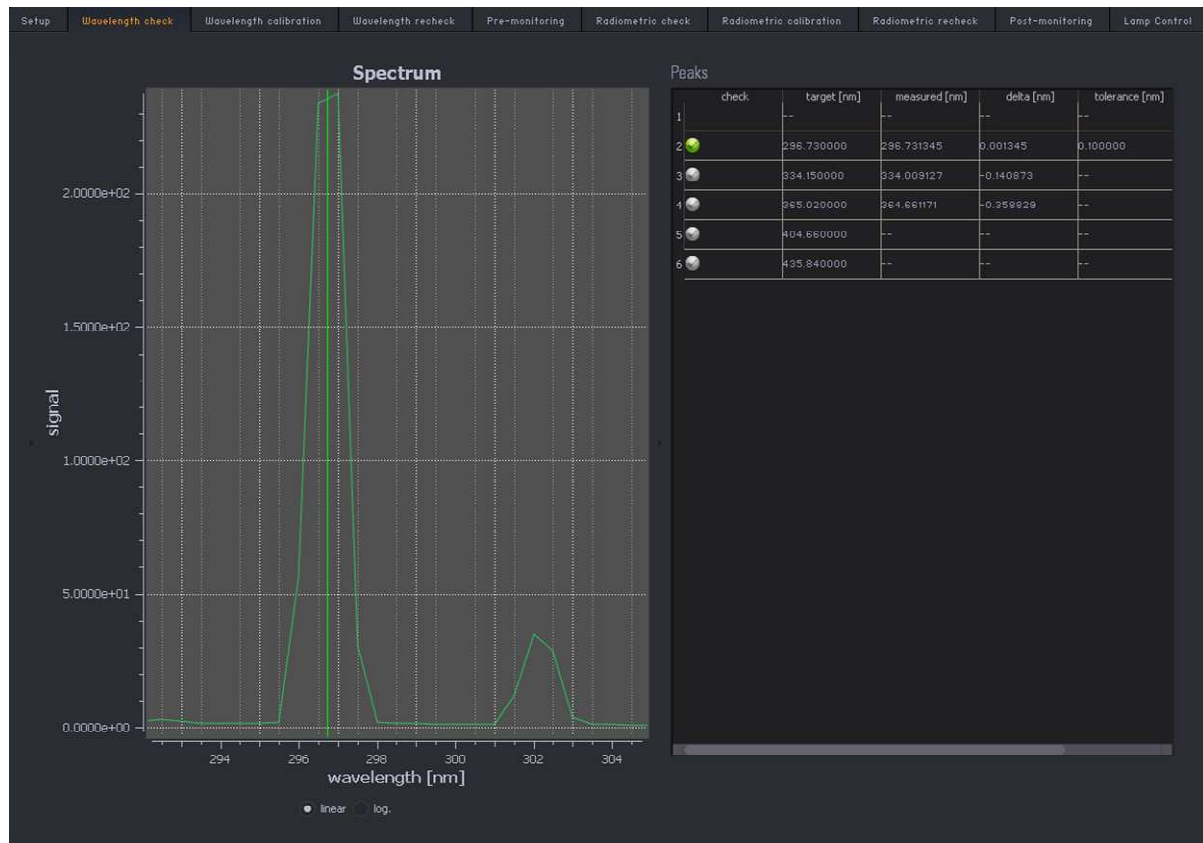 Setup Wavelength check Wavelength calibration Wavelength recheck Pre-monitoring Radiometric check Radiometric calibration Radiometric recheck Post-monitoring Lamp Control
Spectrum
2.0000e+02
1.5000e+02
1.0000e+02
5.0000e+01
0.0000e+00
signal
294 296 298 300 302 304
wavelength [nm]
linear log.
Peaks
check target [nm] measured [nm] delta [nm] tolerance [nm]
1 -- -- -- --
2 296.730000 296.731345 0.001345 0.100000
3 334.150000 334.009127 -0.140873 --
4 365.020000 364.661171 -0.358829 --
5 404.660000 -- -- --
6 435.840000 -- -- --